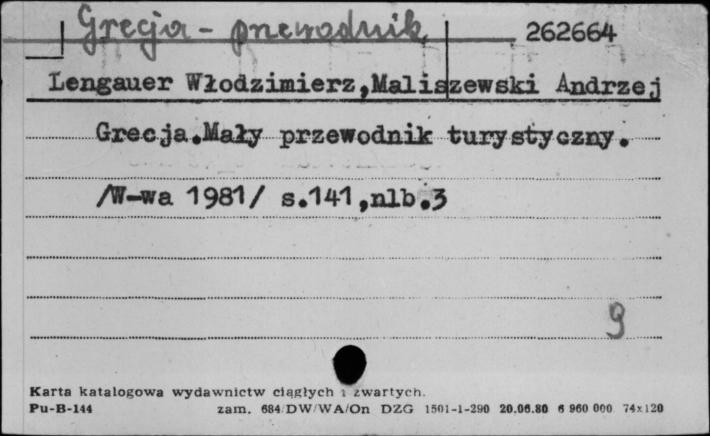 Grecja - przewodnik 262664
Lengauer Włodzimierz,Maliszewski Andrzej
Grecja.Mały przewodnik turystyczny.
/W-wa 1981/ s.141,nlb.3
9
Karta katalogowa wydawnictw ciągłych i zwartych.
Pu-B-144 zam. 684/DW/WA/On DZG 1501-1-290 20.06.80 6 960 000 74x120